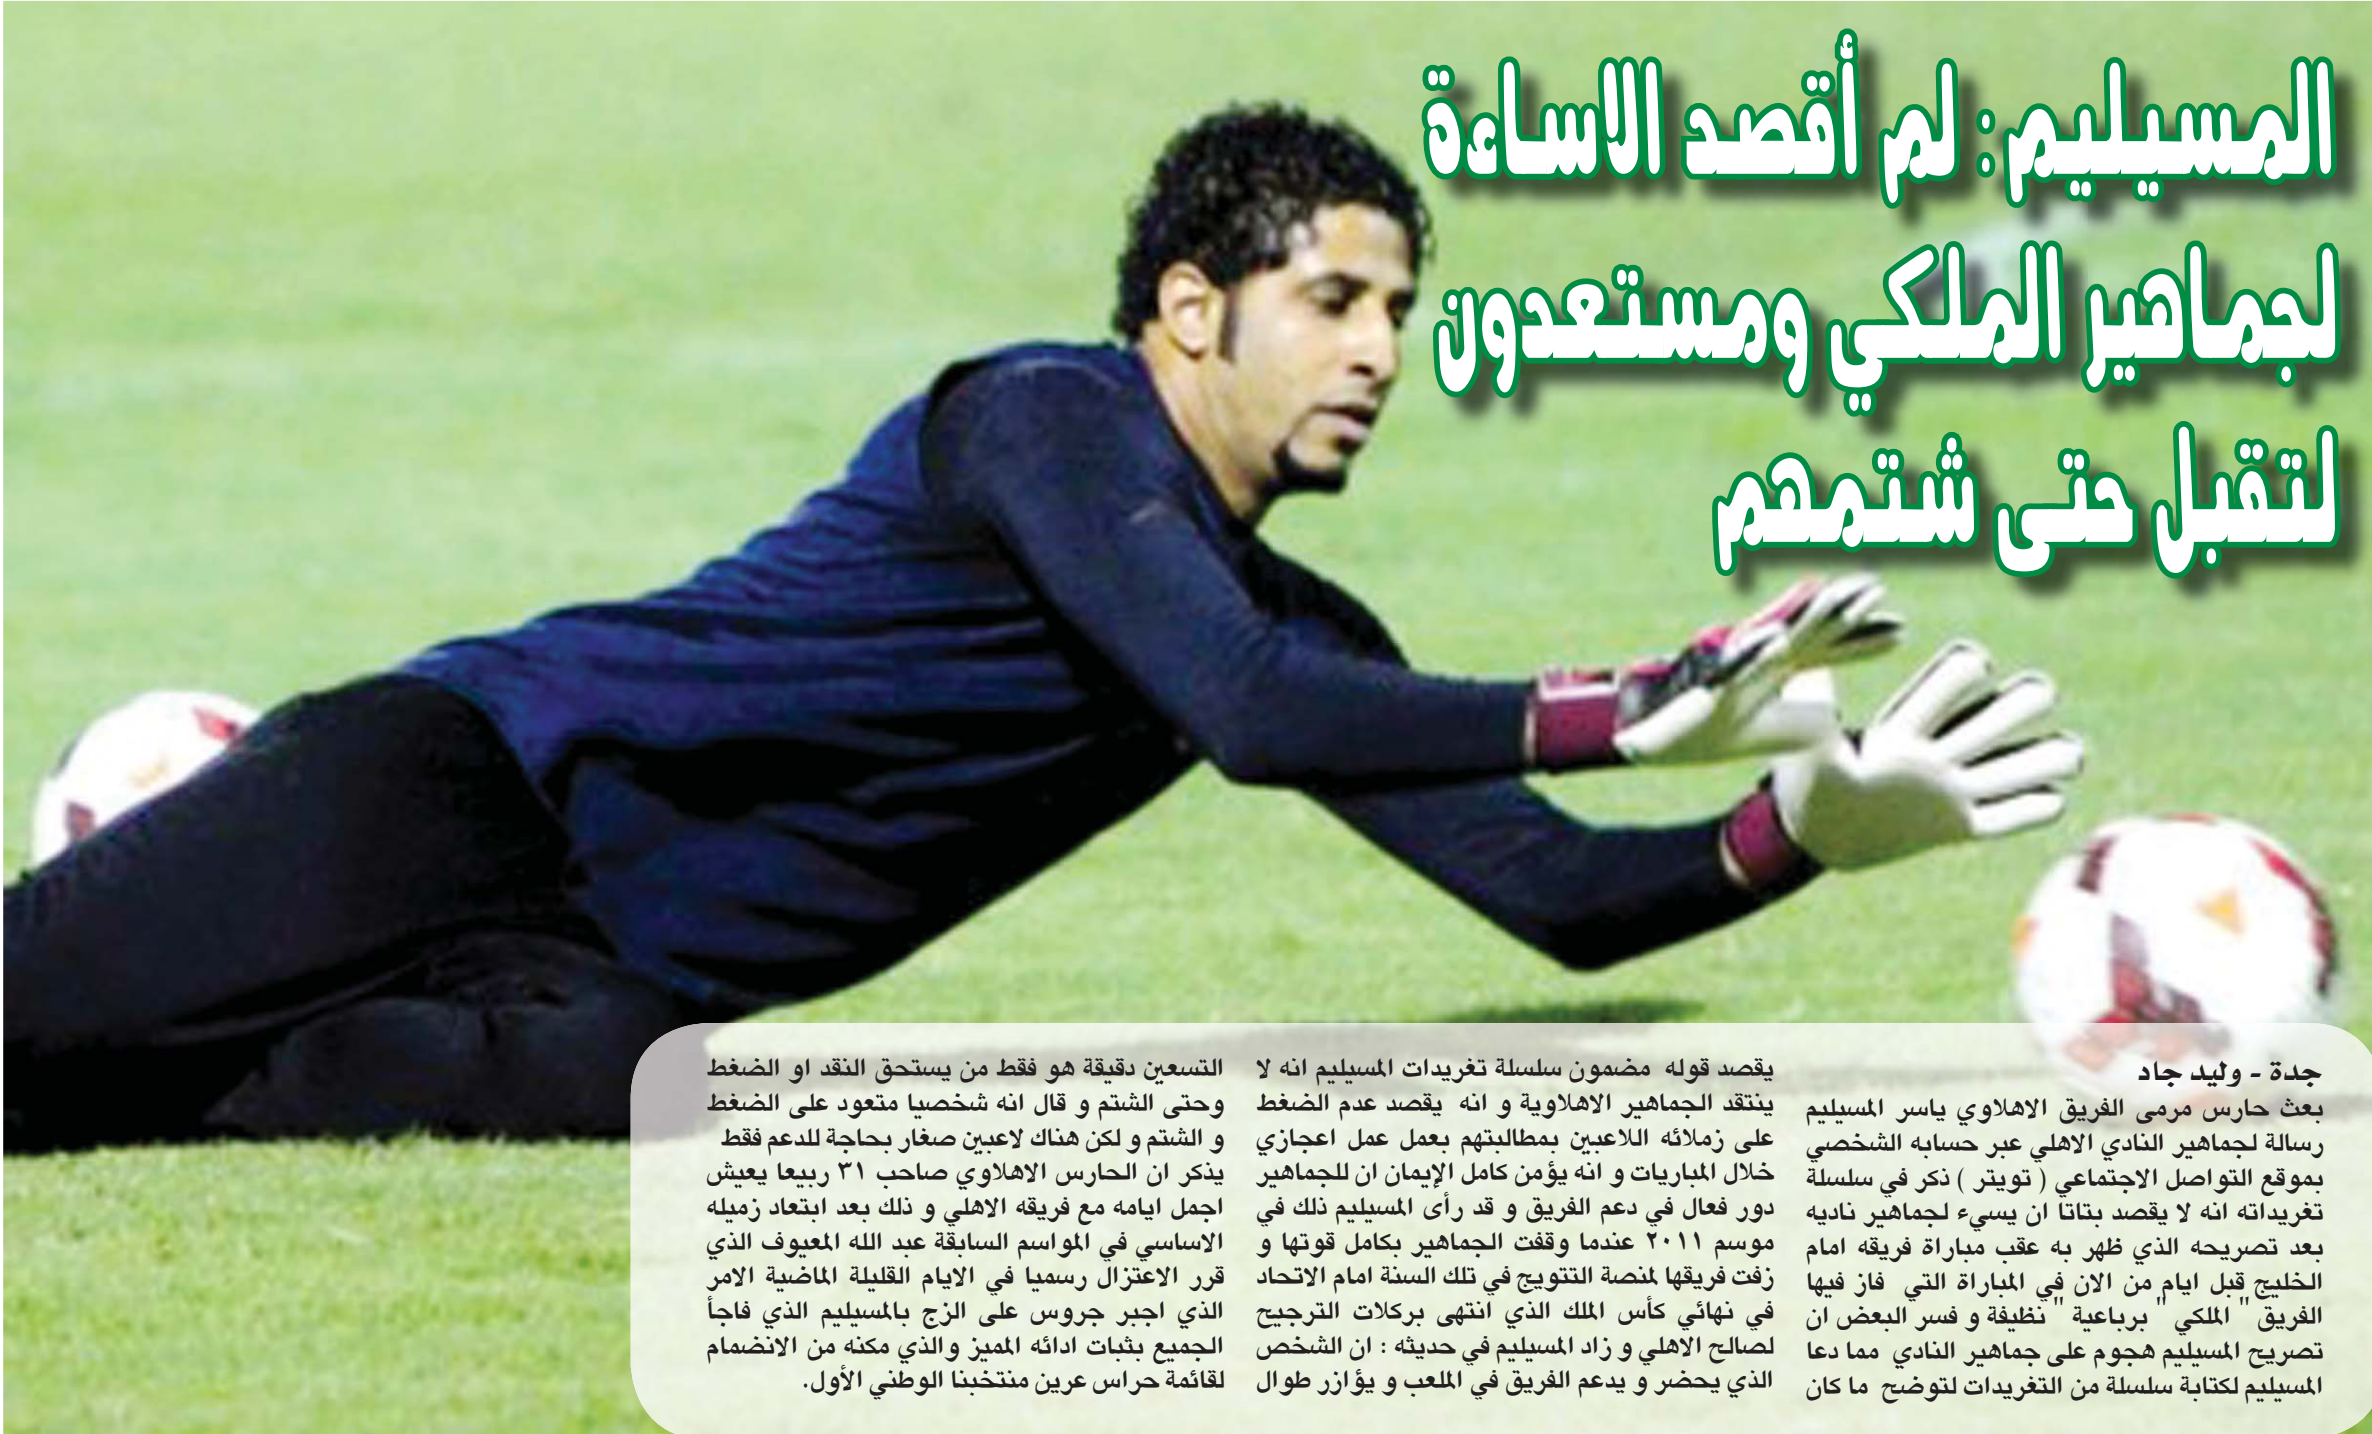 المسيليم: لم أقصد الاساءة
لجماهير الملكي ومستعدون
لتقبل حتى شتمهم
جدة - وليد جاد
بعث حارس مرمى الفريق الاهلاوي ياسر المسيليم
رسالة لجماهير النادي الاهلي عبر حسابه الشخصي
بموقع التواصل الاجتماعي ( تويتر ) ذكر في سلسلة
تغريداته انه لا يقصد بتاتا ان يسيء لجماهير ناديه
بعد تصريحه الذي ظهر به عقب مباراة فريقه امام
الخليج قبل ايام من الان في المباراة التي فاز فيها
الفريق " الملكي " برباعية " نظيفة و فسر البعض ان
تصريح المسيليم هجوم على جماهير النادي مما دعا
المسيليم لكتابة سلسلة من التغريدات لتوضح ما كان
يقصد قوله مضمون سلسلة تغريدات المسيليم انه لا
ينتقد الجماهير الاهلاوية و انه يقصد عدم الضغط
على زملائه اللاعبين بمطالبتهم بعمل عمل اعجازي
خلال المباريات و انه يؤمن كامل الإيمان ان للجماهير
دور فعال في دعم الفريق و قد رأى المسيليم ذلك في
موسم ٢٠١١ عندما وقفت الجماهير بكامل قوتها و
زفت فريقها لمنصة التتويج في تلك السنة امام الاتحاد
في نهائي كأس الملك الذي انتهى بركلات الترجيح
لصالح الاهلي و زاد المسيليم في حديثه : ان الشخص
الذي يحضر و يدعم الفريق في الملعب و يؤازر طوال
التسعين دقيقة هو فقط من يستحق النقد او الضغط
وحتى الشتم و قال انه شخصيا متعود على الضغط
و الشتم و لكن هناك لاعبين صغار بحاجة للدعم فقط
يذكر ان الحارس الاهلاوي صاحب ٣١ ربيعا يعيش
اجمل ايامه مع فريقه الاهلي و ذلك بعد ابتعاد زميله
الاساسي في المواسم السابقة عبد الله المعيوف الذي
قرر الاعتزال رسميا في الايام القليلة الماضية الامر
الذي اجبر جروس على الزج بالمسيليم الذي فاجأ
الجميع بثبات ادائه المميز والذي مكنه من الانضمام
لقائمة حراس عرين منتخبنا الوطني الأول.